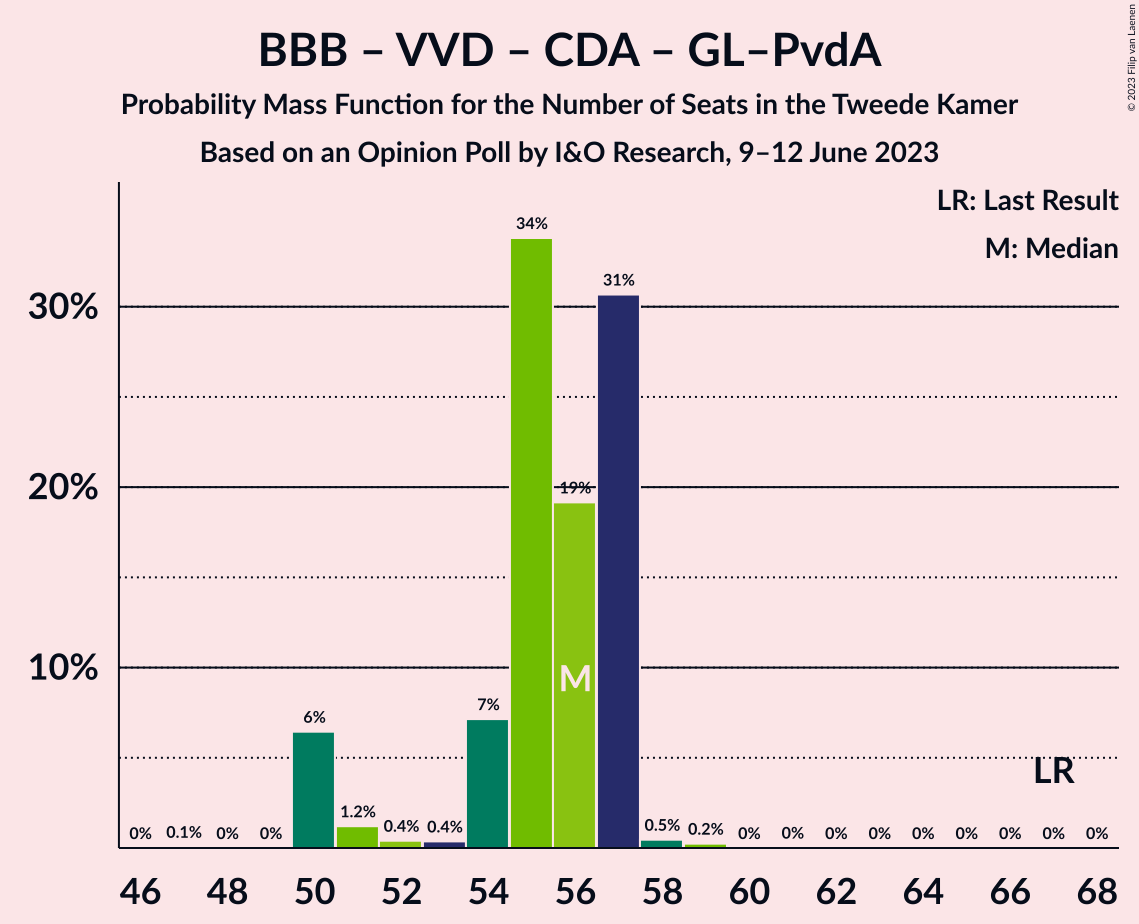 BBB – VVD – CDA – GL–PvdA
Probability Mass Function for the Number of Seats in the Tweede Kamer
Based on an Opinion Poll by I&O Research, 9–12 June 2023
© 2023 Filip van Laenen
LR: Last Result
M: Median
34%
31%
30%
20%
19%
10%
M
7%
6%
LR
1.2%
0% 0.1% 0% 0% 0.4% 0.4% 0.5% 0.2% 0% 0% 0% 0% 0% 0% 0% 0% 0%
46 48 50 52 54 56 58 60 62 64 66 68